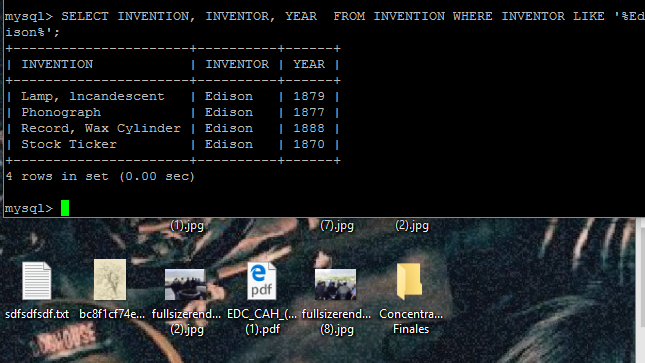 mysql> SELECT INVENTION, INVENTOR, YEAR  FROM INVENTION WHERE INVENTOR LIKE '%Ed
ison%';
+----------------------+----------+------+
| INVENTION            | INVENTOR | YEAR |
+----------------------+----------+------+
| Lamp, lncandescent   | Edison   | 1879 |
| Phonograph           | Edison   | 1877 |
| Record, Wax Cylinder | Edison   | 1888 |
| Stock Ticker         | Edison   | 1870 |
+----------------------+----------+------+
4 rows in set (0.00 sec)
mysql>
(1).jpg (7).jpg (2).jpg
pdf
sdfsdfsdf.txt bc8f1cf74e... fullsizerend... EDC_CAH_(... fullsizerend... Concentra...
(2).jpg (1).pdf (8).jpg Finales